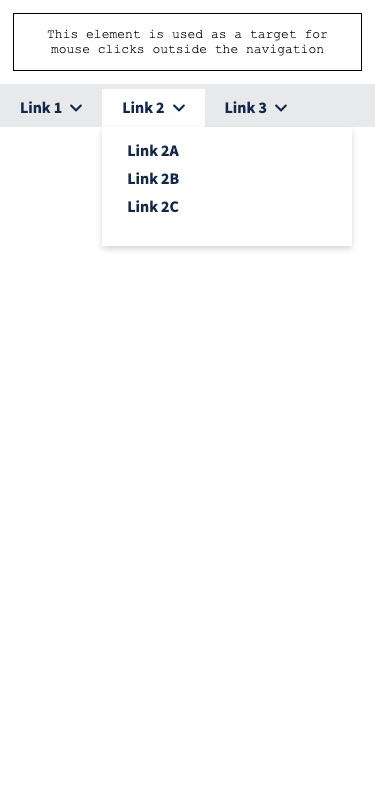 This element is used as a target for
mouse clicks outside the navigation
Link 1
Link 2
Link 3
Link 2A
Link 2B
Link 2C